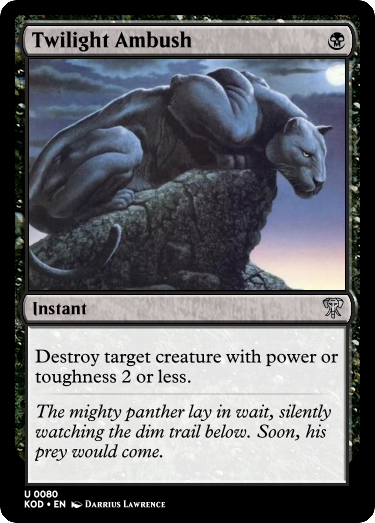 Twilight Ambush
Instant
Destroy target creature with power or
toughness 2 or less.
The mighty panther lay in wait, silently
watching the dim trail below. Soon, his
prey would come.
U 0080
KOD • EN Darrius Lawrence